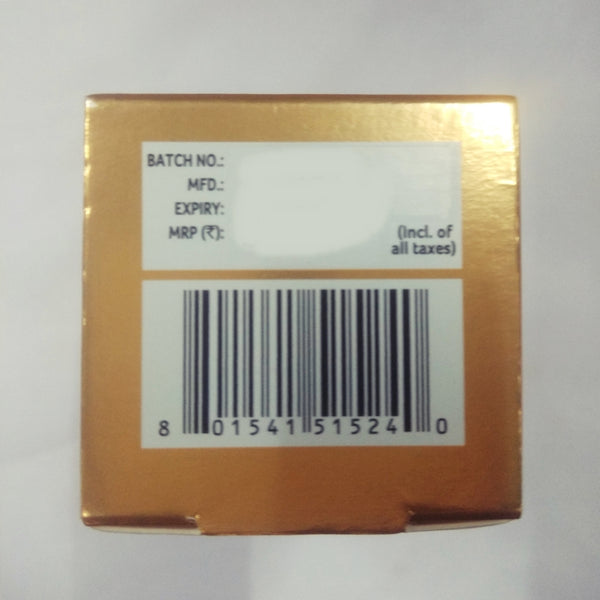 BATCH NO.:
MFD.:
EXPIRY:
MRP (₹): (Incl. of
all taxes)
8 01541 51524 0